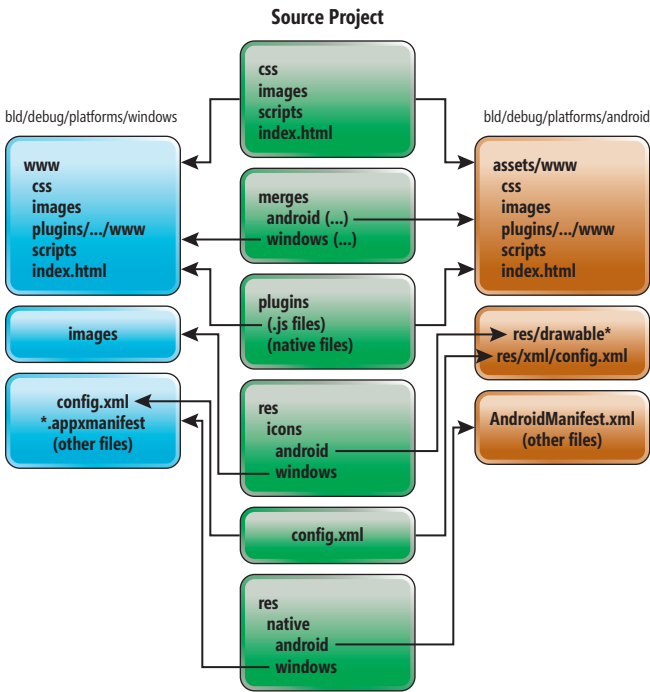 Source Project
css
images
scripts
index.html
bld/debug/platforms/windows
bld/debug/platforms/android
www
css
images
plugins/.../www
scripts
index.html
merges
android (...)
windows (...)
assets/www
css
images
plugins/.../www
scripts
index.html
plugins
(.js files)
(native files)
images
res/drawable*
res/xml/config.xml
config.xml
*.appxmanifest
(other files)
res
icons
android
windows
AndroidManifest.xml
(other files)
config.xml
res
native
android
windows